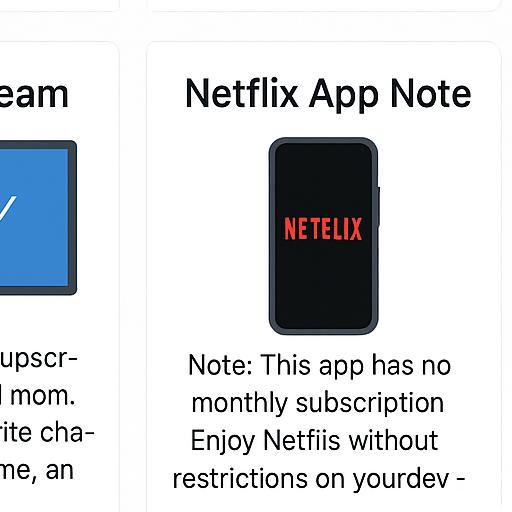 eam
Netflix App Note
NETELIX
upscr-
l mom.
rite cha-
me, an
Note: This app has no
monthly subscription
Enjoy Netfiis without
restrictions on yourdev -